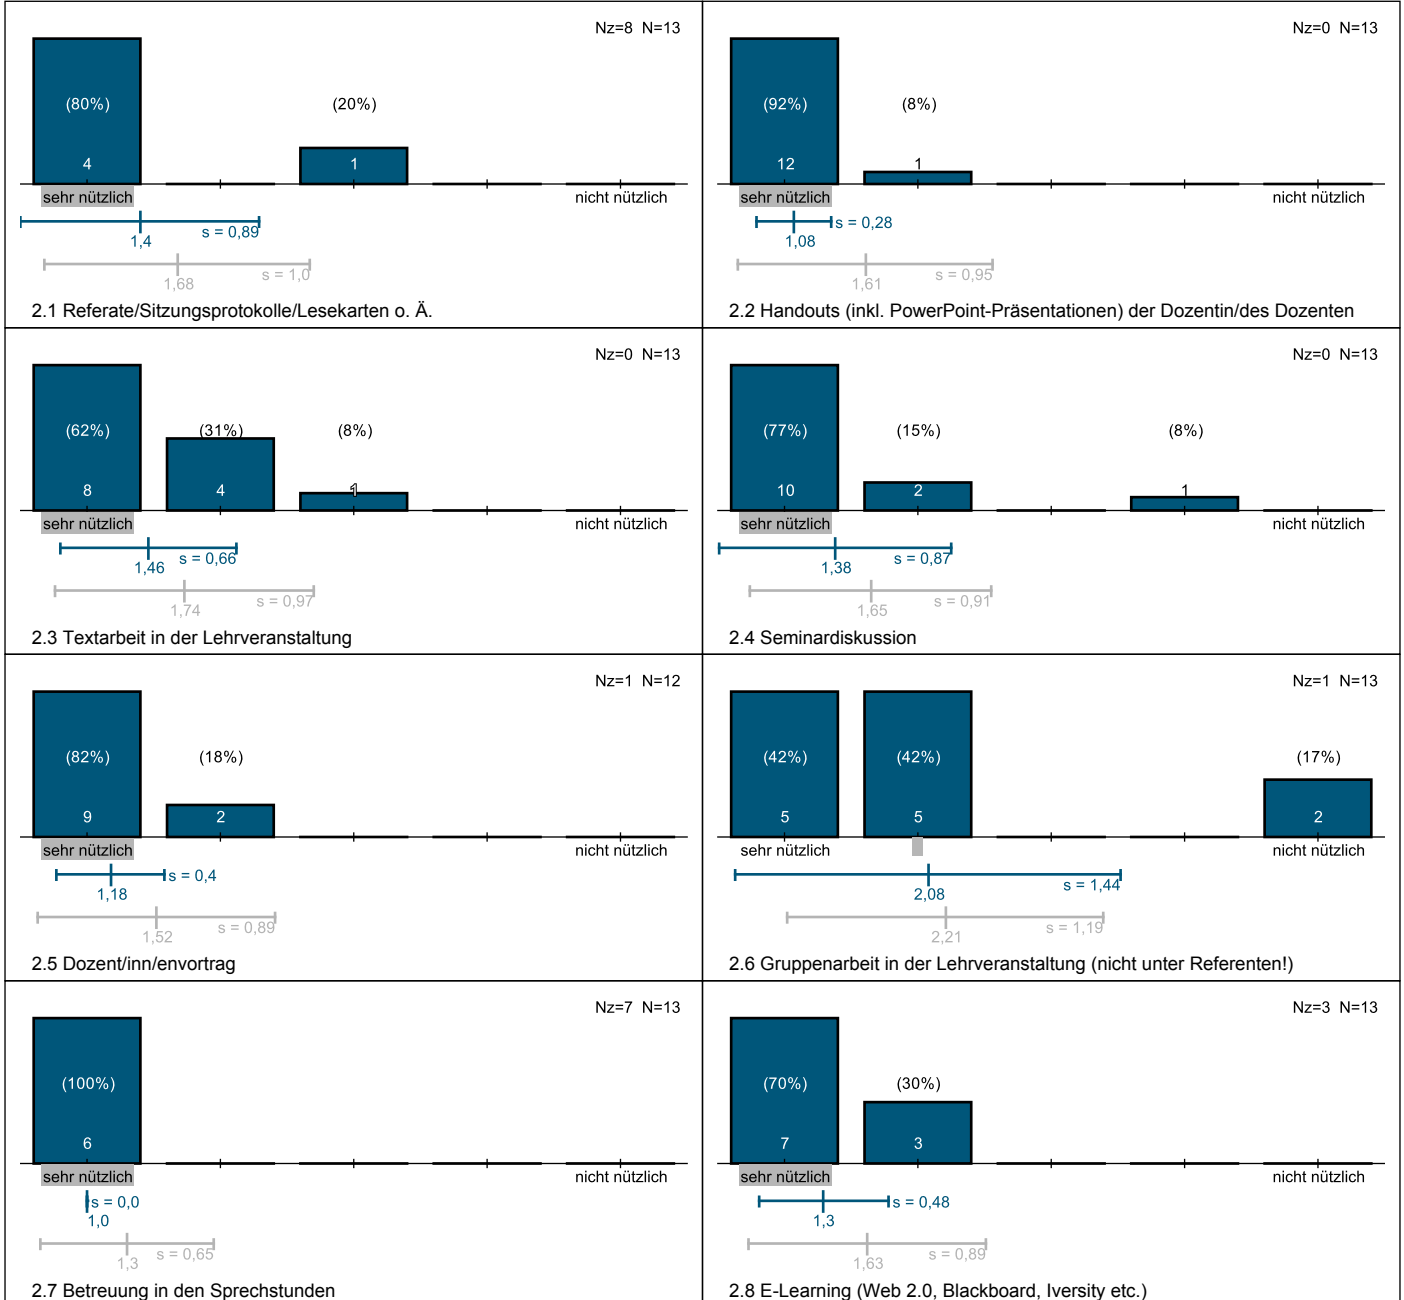 Nz=8 N=13
(80%)
(20%)
4
1
sehr nützlich
nicht nützlich
s = 0,89
1,4
s = 1,0
1,68
2.1 Referate/Sitzungsprotokolle/Lesekarten o. Ä.
Nz=0 N=13
(92%)
(8%)
12
1
sehr nützlich
nicht nützlich
s = 0,28
1,08
s = 0,95
1,61
2.2 Handouts (inkl. PowerPoint-Präsentationen) der Dozentin/des Dozenten
Nz=0 N=13
(62%)
(31%)
(8%)
8
4
1
sehr nützlich
nicht nützlich
s = 0,66
1,46
s = 0,97
1,74
2.3 Textarbeit in der Lehrveranstaltung
Nz=0 N=13
(77%)
(15%)
(8%)
10
2
1
sehr nützlich
nicht nützlich
s = 0,87
1,38
s = 0,91
1,65
2.4 Seminardiskussion
Nz=1 N=12
(82%)
(18%)
9
2
sehr nützlich
nicht nützlich
s = 0,4
1,18
s = 0,89
1,52
2.5 Dozent/inn/envortrag
Nz=1 N=13
(42%)
(42%)
(17%)
5
5
2
sehr nützlich
nicht nützlich
s = 1,44
2,08
s = 1,19
2,21
2.6 Gruppenarbeit in der Lehrveranstaltung (nicht unter Referenten!)
Nz=7 N=13
(100%)
6
sehr nützlich
nicht nützlich
s = 0,0
1,0
s = 0,65
1,3
2.7 Betreuung in den Sprechstunden
Nz=3 N=13
(70%)
(30%)
7
3
sehr nützlich
nicht nützlich
s = 0,48
1,3
s = 0,89
1,63
2.8 E-Learning (Web 2.0, Blackboard, Iversity etc.)